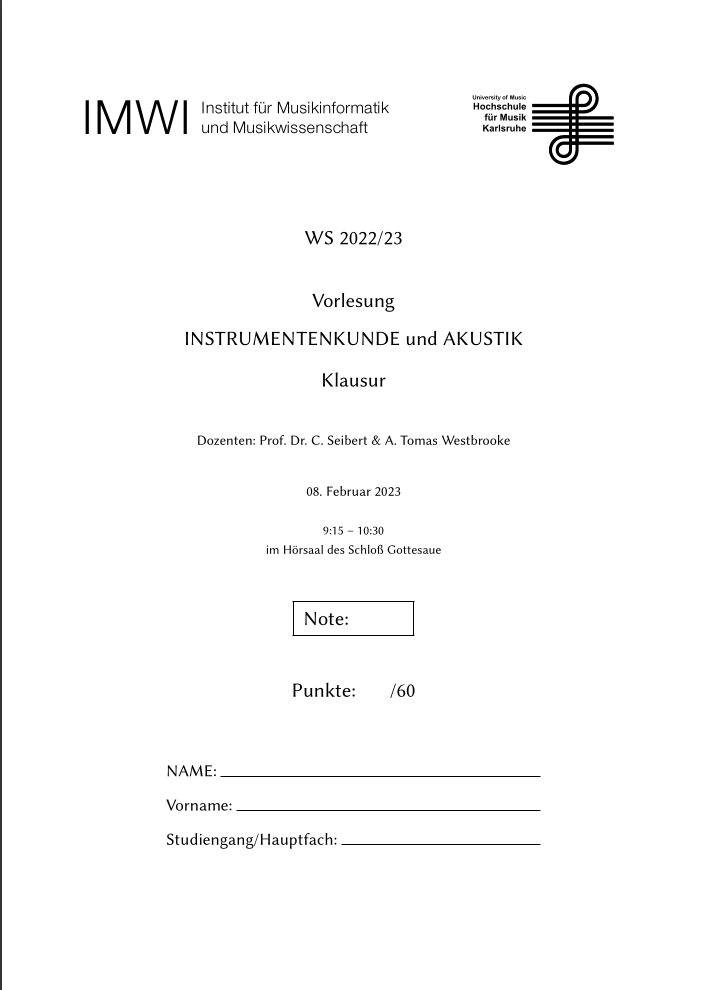 IMWI Institut für Musikinformatik
und Musikwissenschaft
University of Music
Hochschule
für Musik
Karlsruhe
WS 2022/23
Vorlesung
INSTRUMENTENKUNDE und AKUSTIK
Klausur
Dozenten: Prof. Dr. C. Seibert & A. Tomas Westbrooke
08. Februar 2023
9:15 – 10:30
im Hörsaal des Schloß Gottesaue
Note:
Punkte: /60
NAME:
Vorname:
Studiengang/Hauptfach: